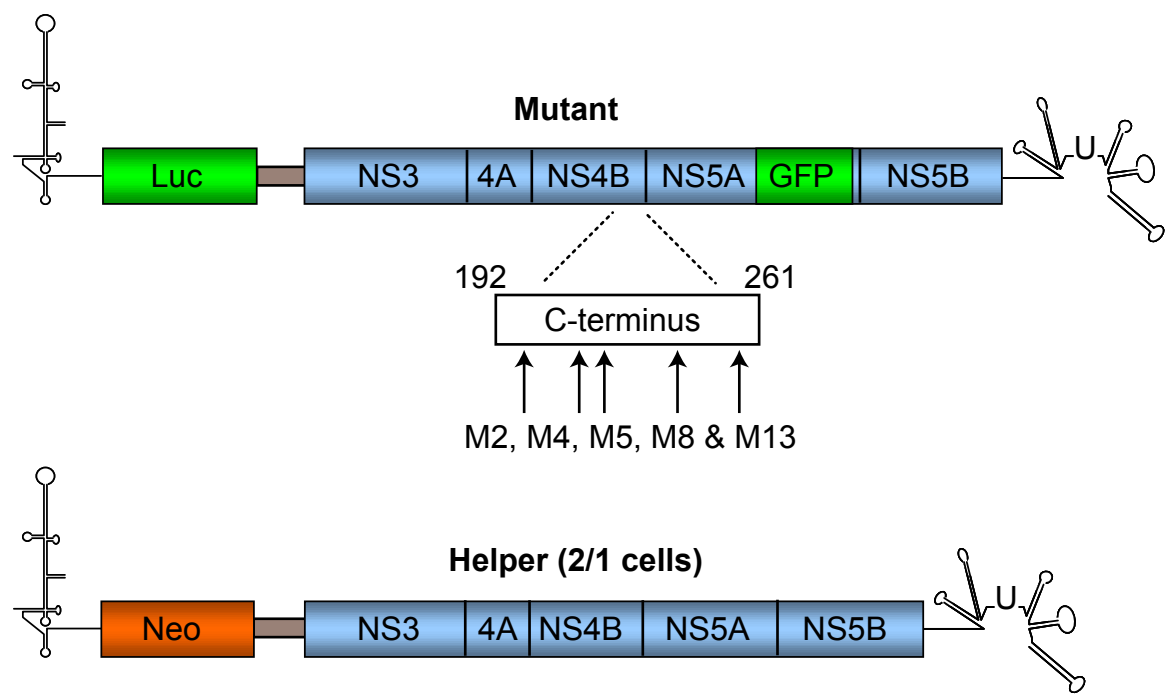 Mutant
Luc NS3 4A NS4B NS5A GFP NS5B U
192 261
C-terminus
M2, M4, M5, M8 & M13
Helper (2/1 cells)
Neo NS3 4A NS4B NS5A NS5B U